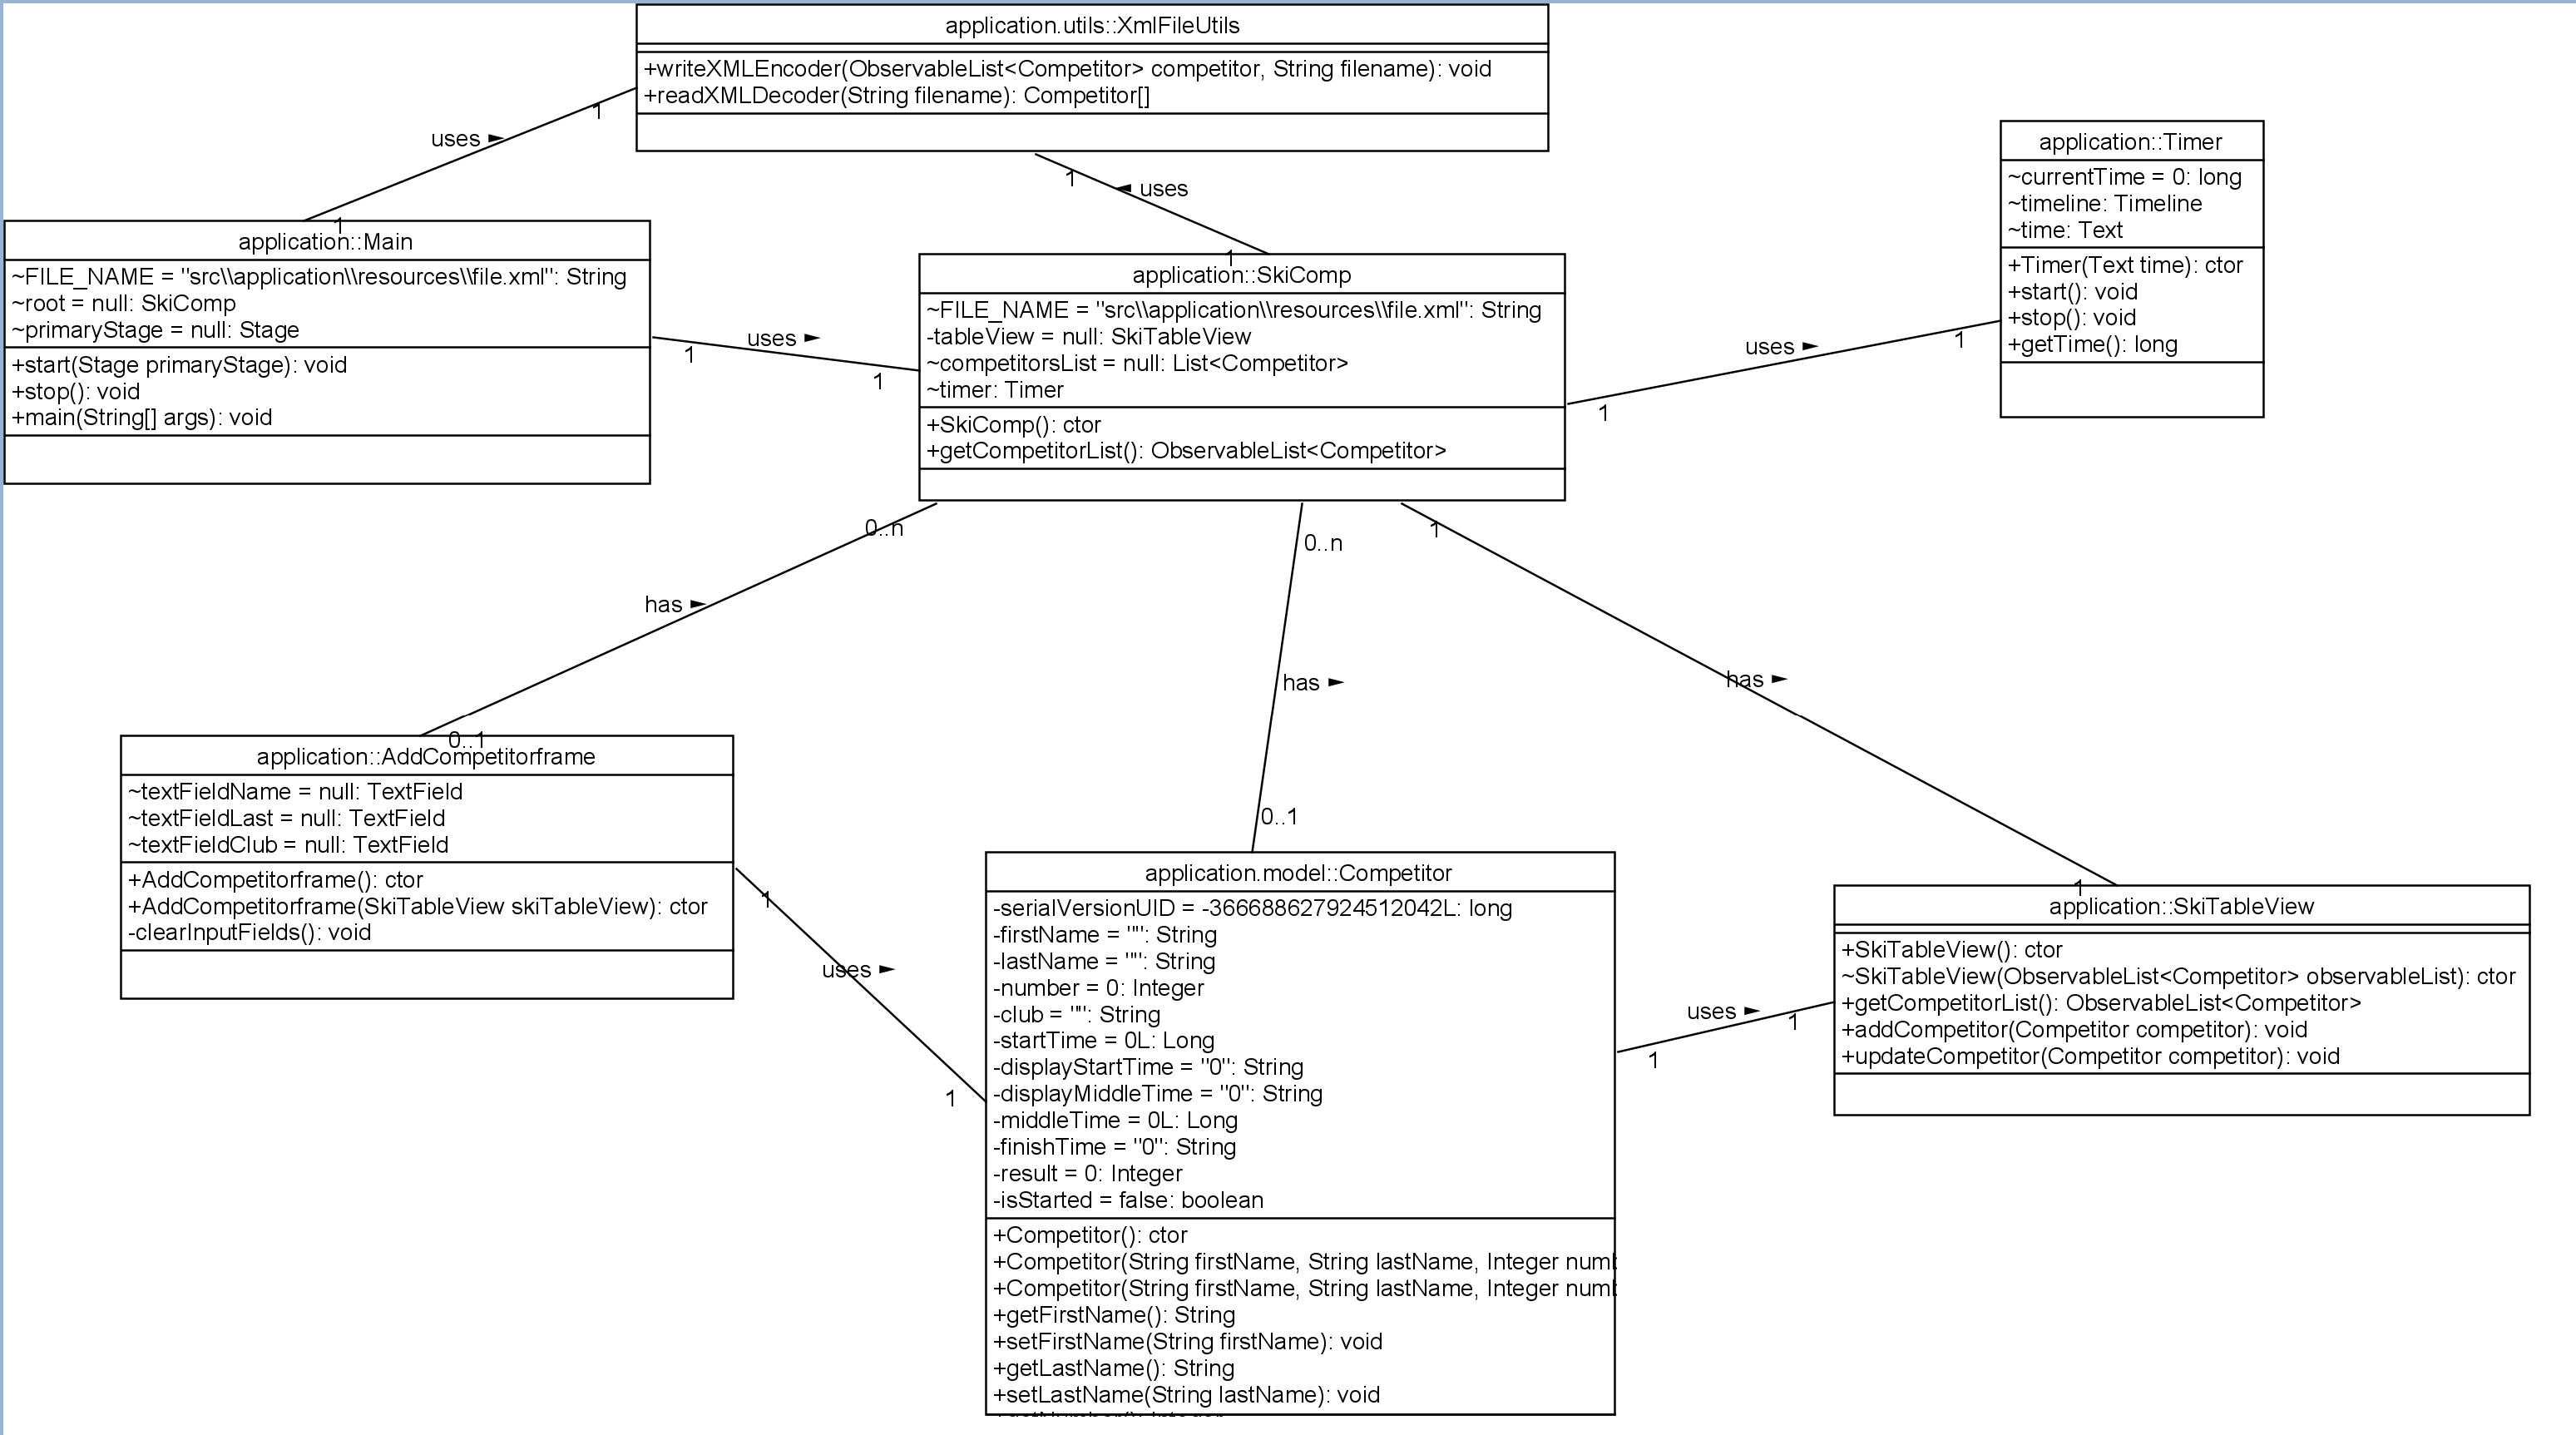 application.utils::XmlFileUtils
+writeXMLEncoder(ObservableList<Competitor> competitor, String filename): void
+readXMLDecoder(String filename): Competitor[]
1
uses ►
1
1
◄ uses
1
application::Timer
~currentTime = 0: long
~timeline: Timeline
~time: Text
+Timer(Text time): ctor
+start(): void
+stop(): void
+getTime(): long
application::Main
~FILE_NAME = "src\\application\\resources\\file.xml": String
~root = null: SkiComp
~primaryStage = null: Stage
+start(Stage primaryStage): void
+stop(): void
+main(String[] args): void
uses ►
1
1
application::SkiComp
~FILE_NAME = "src\\application\\resources\\file.xml": String
-tableView = null: SkiTableView
~competitorsList = null: List<Competitor>
~timer: Timer
+SkiComp(): ctor
+getCompetitorList(): ObservableList<Competitor>
uses ►
1
1
0..n
has ►
0..1
0..n
has ►
0..1
1
has ►
1
application::AddCompetitorframe
~textFieldName = null: TextField
~textFieldLast = null: TextField
~textFieldClub = null: TextField
+AddCompetitorframe(): ctor
+AddCompetitorframe(SkiTableView skiTableView): ctor
-clearInputFields(): void
1
uses ►
1
application.model::Competitor
-serialVersionUID = -366688627924512042L: long
-firstName = "": String
-lastName = "": String
-number = 0: Integer
-club = "": String
-startTime = 0L: Long
-displayStartTime = "0": String
-displayMiddleTime = "0": String
-middleTime = 0L: Long
-finishTime = "0": String
-result = 0: Integer
-isStarted = false: boolean
+Competitor(): ctor
+Competitor(String firstName, String lastName, Integer
+Competitor(String firstName, String lastName, Integer
+getFirstName(): String
+setFirstName(String firstName): void
+getLastName(): String
+setLastName(String lastName): void
uses ►
1
1
application::SkiTableView
+SkiTableView(): ctor
~SkiTableView(ObservableList<Competitor> observableList): ctor
+getCompetitorList(): ObservableList<Competitor>
+addCompetitor(Competitor competitor): void
+updateCompetitor(Competitor competitor): void